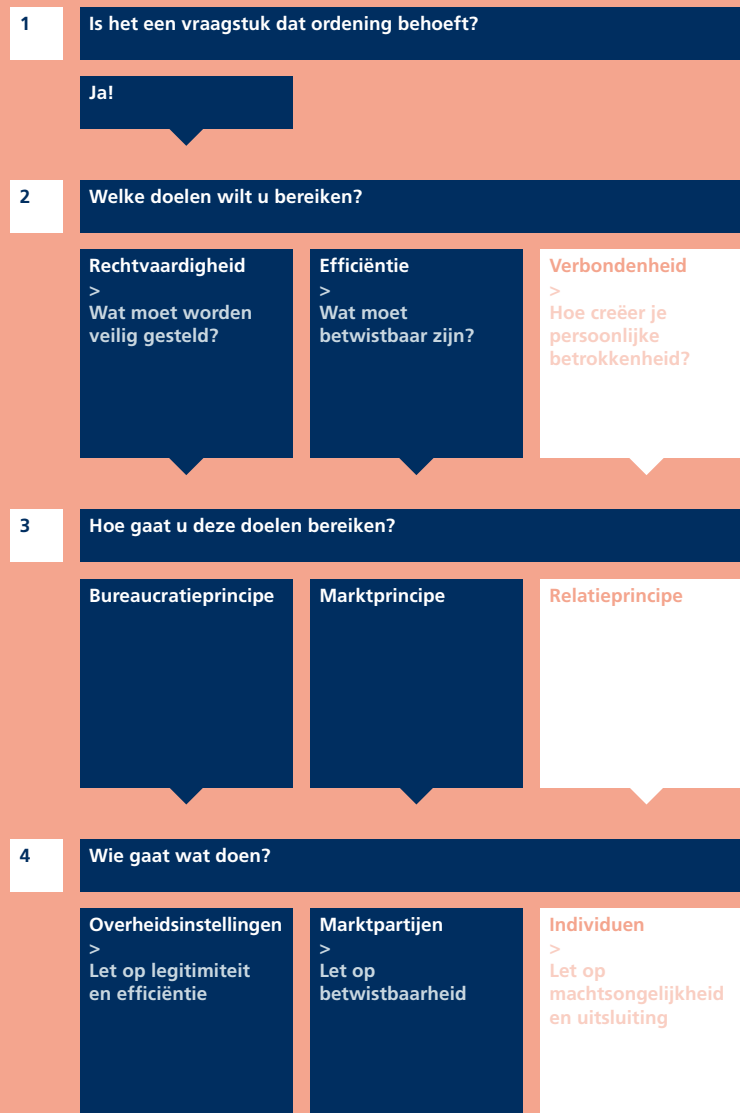 1
Is het een vraagstuk dat ordening behoeft?
Ja!
2
Welke doelen wilt u bereiken?
Rechtvaardigheid
>
Wat moet worden
veilig gesteld?
Efficiëntie
>
Wat moet
betwistbaar zijn?
Verbondenheid
>
Hoe creëer je
persoonlijke
betrokkenheid?
3
Hoe gaat u deze doelen bereiken?
Bureaucratieprincipe
Marktprincipe
Relatieprincipe
4
Wie gaat wat doen?
Overheidsinstellingen
>
Let op legitimiteit
en efficiëntie
Marktpartijen
>
Let op
betwistbaarheid
Individuen
>
Let op
machtsongelijkheid
en uitsluiting